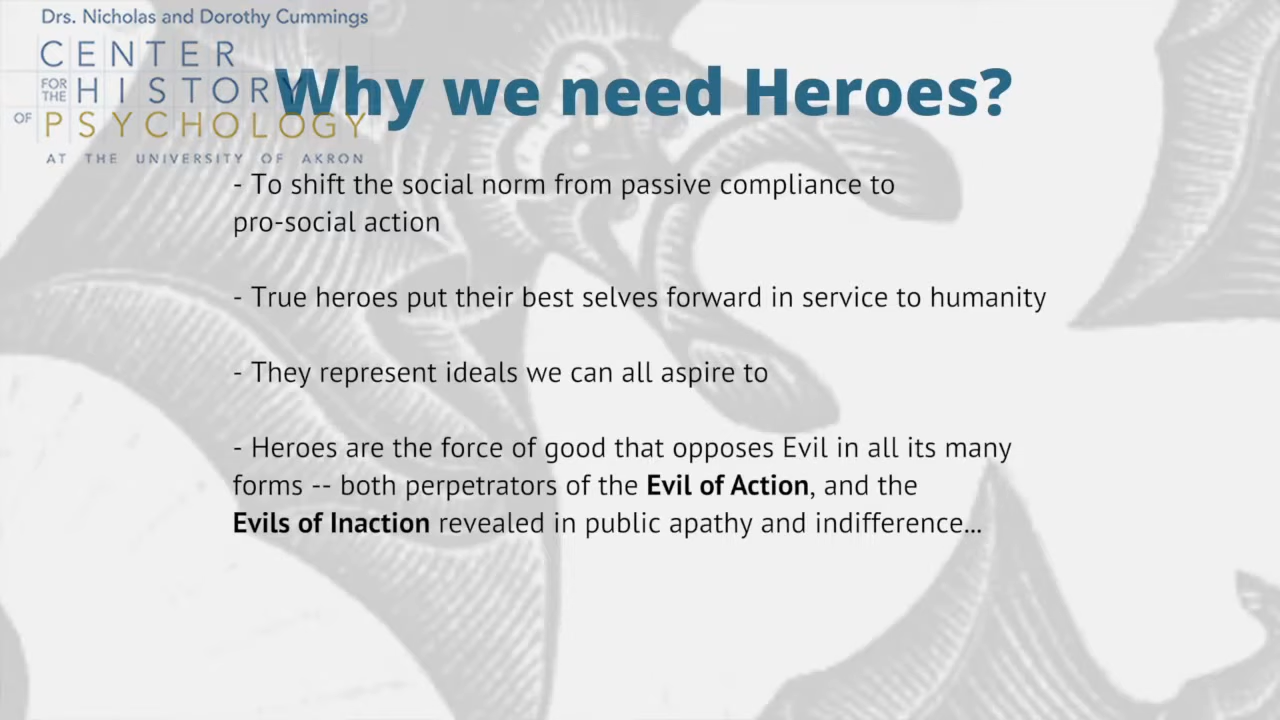 Drs. Nicholas and Dorothy Cummings
CENTER
FOR THE HISTORY
OF PSYCHOLOGY
AT THE UNIVERSITY OF AKRON
Why we need Heroes?
- To shift the social norm from passive compliance to
pro-social action
- True heroes put their best selves forward in service to humanity
- They represent ideals we can all aspire to
- Heroes are the force of good that opposes Evil in all its many
forms -- both perpetrators of the Evil of Action, and the
Evils of Inaction revealed in public apathy and indifference...